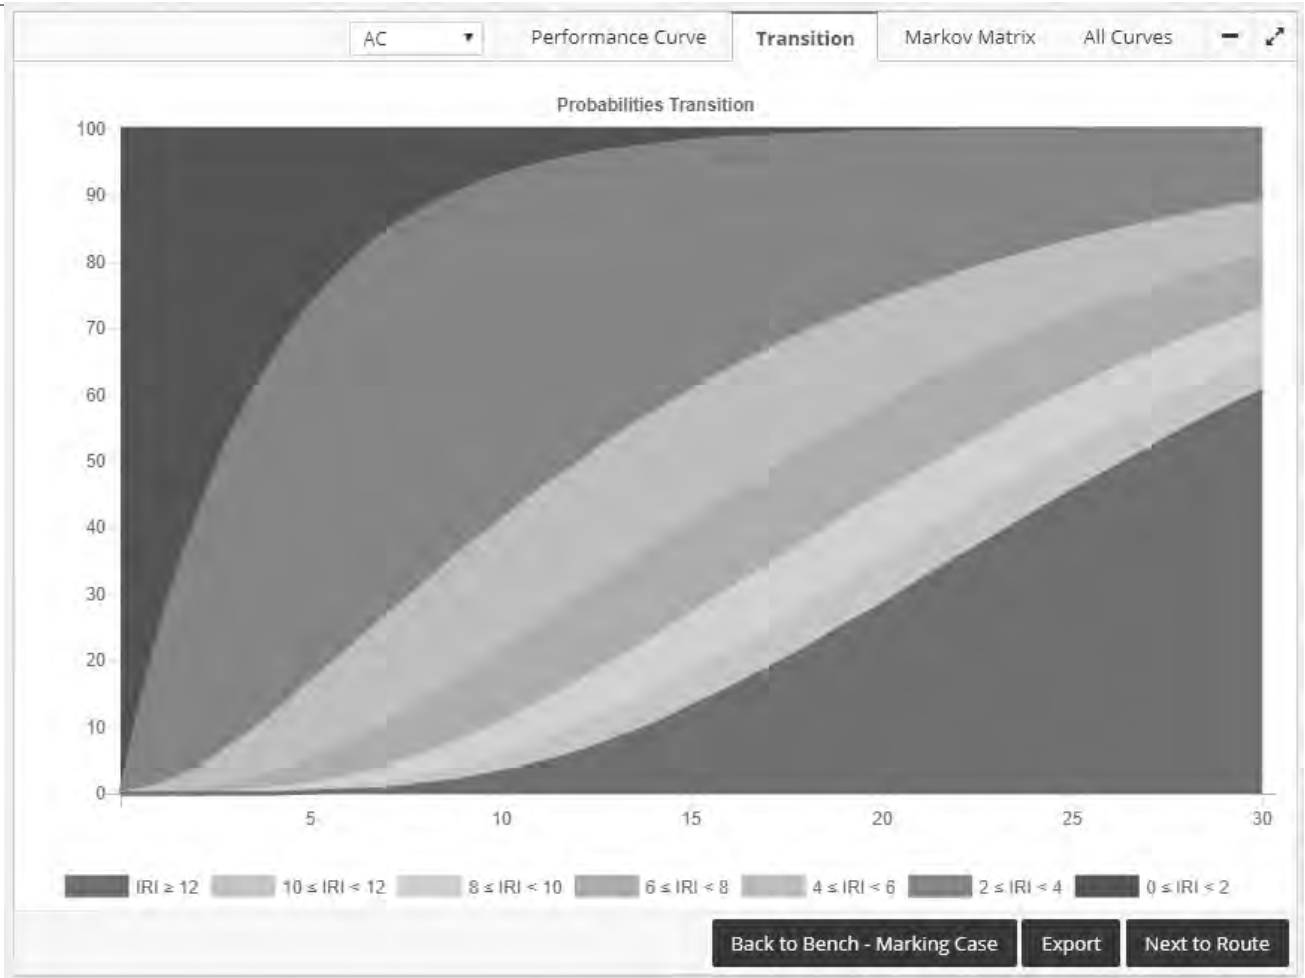 AC ▼ Performance Curve Transition Markov Matrix All Curves
Probabilities Transition
100
90
80
70
60
50
40
30
20
10
0
5 10 15 20 25 30
IRI ≥ 12 10 ≤ IRI < 12 8 ≤ IRI < 10 6 ≤ IRI < 8 4 ≤ IRI < 6 2 ≤ IRI < 4 0 ≤ IRI < 2
Back to Bench - Marking Case Export Next to Route